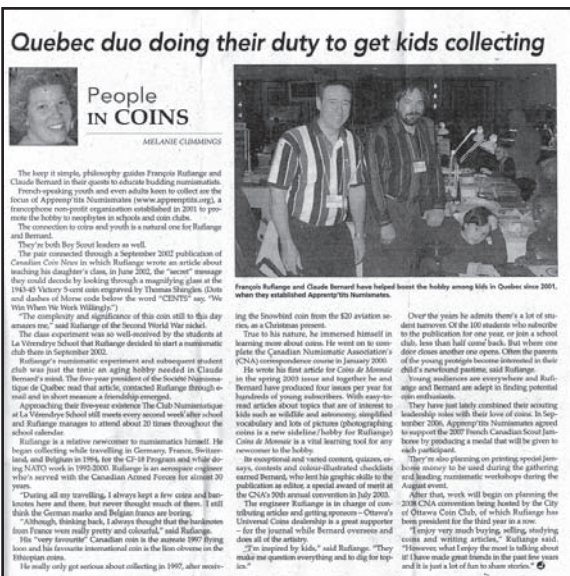 Quebec duo doing their duty to get kids collecting
People
IN COINS
MELANIE CUMMINGS
The keep it simple, philosophy guides François Rufiange and
Claude Bernard in their quests to educate budding numismatists.
French-speaking youth and even adults keen to collect are the
focus of Apprenp'tits Numismates (www.apprenptits.org), a
francophone non-profit organization established in 2001 to pro-
mote the hobby to neophytes in schools and coin clubs.
The connection to coins and youth is a natural one for Rufiange
and Bernard.
They're both Boy Scout leaders as well.
The pair connected through a September 2002 publication of
Canadian Coin News in which Rufiange wrote an article about
teaching his daughter's class, in June 2002, the "secret" message
they could decode by looking through a magnifying glass at the
1943-45 Victory 5-cent coin engraved by Thomas Shingles. (Dots
and dashes of Morse code below the word "CENTS" say, "We
Win When We Work Willingly.")
"The complexity and significance of this coin still to this day
amazes me," said Rufiange of the Second World War nickel.
The class experiment was so well-received by the students at
La Vérendrye School that Rufiange decided to start a numismatic
club there in September 2002.
Rufiange's numismatic experiment and subsequent student
club was just the tonic an aging hobby needed in Claude
Bernard's mind. The five-year president of the Société Numisma-
tique de Québec read that article, contacted Rufiange through e-
mail and in short measure a friendship emerged.
Approaching their five-year existence The Club Numismatique
at La Vérendrye School still meets every second week after school
and Rufiange manages to attend about 20 times throughout the
school calendar.
Rufiange is a relative newcomer to numismatics himself. He
began collecting while travelling in Germany, France, Switzer-
land, and Belgium in 1984, for the CF-18 Program and while do-
ing NATO work in 1992-2000. Rufiange is an aerospace engineer
who's served with the Canadian Armed Forces for almost 30
years.
"During all my travelling, I always kept a few coins and ban-
knotes here and there, but never thought much of them. I still
think the German marks and Belgian francs are boring.
"Although, thinking back, I always thought that the banknotes
from France were really pretty and colourful," said Rufiange.
His "very favourite" Canadian coin is the aureate 1997 flying
loon and his favourite international coin is the lion obverse on the
Ethiopian coins.
He really only got serious about collecting in 1997, after receiv-
François Rufiange and Claude Bernard have helped boost the hobby among kids in Quebec since 2001,
when they established Apprenp'tits Numismates.
ing the Snowbird coin from the $20 aviation se-
ries, as a Christmas present.
True to his nature, he immersed himself in
learning more about coins. He went on to com-
plete the Canadian Numismatic Association's
(CNA) correspondence course in January 2000.
He wrote his first article for Coins de Monnaie
in the spring 2003 issue and together he and
Bernard have produced four issues per year for
hundreds of young subscribers. With easy-to-
read articles about topics that are of interest to
kids such as wildlife and astronomy, simplified
vocabulary and lots of pictures (photographing
coins is a new sideline/hobby for Rufiange)
Coins de Monnaie is a vital learning tool for any
newcomer to the hobby.
Its exceptional and varied content, quizzes, es-
says, contests and colour-illustrated checklists
earned Bernard, who lent his graphic skills to the
publication as editor, a special award of merit at
the CNA's 50th annual convention in July 2003.
The engineer Rufiange is in charge of con-
tributing articles and getting sponsors – Ottawa's
Universal Coins dealership is a great supporter
– for the journal while Bernard oversees and
does all of the artistry.
"I'm inspired by kids," said Rufiange. "They
make me question everything and to dig for top-
ics."
Over the years he admits there's a lot of stu-
dent turnover. Of the 100 students who subscribe
to the publication for one year, or join a school
club, less than half come back. But where one
door closes another one opens. Often the parents
of the young protégés become interested in their
child's newfound pastime, said Rufiange.
Young audiences are everywhere and Rufi-
ange and Bernard are adept in finding potential
coin enthusiasts.
They have just lately combined their scouting
leadership roles with their love of coins. In Sep-
tember 2006, Apprenp'tits Numismates agreed
to support the 2007 French Canadian Scout Jam-
boree by producing a medal that will be given to
each participant.
They're also planning on printing special Jam-
boree money to be used during the gathering
and leading numismatic workshops during the
August event.
After that, work will begin on planning the
2008 CNA convention being hosted by the City
of Ottawa Coin Club, of which Rufiange has
been president for the third year in a row.
"I enjoy very much buying, selling, studying
coins and writing articles," Rufiange said.
"However, what I enjoy the most is talking about
it! I have made great friends in the past few years
and it is just a lot of fun to share stories."